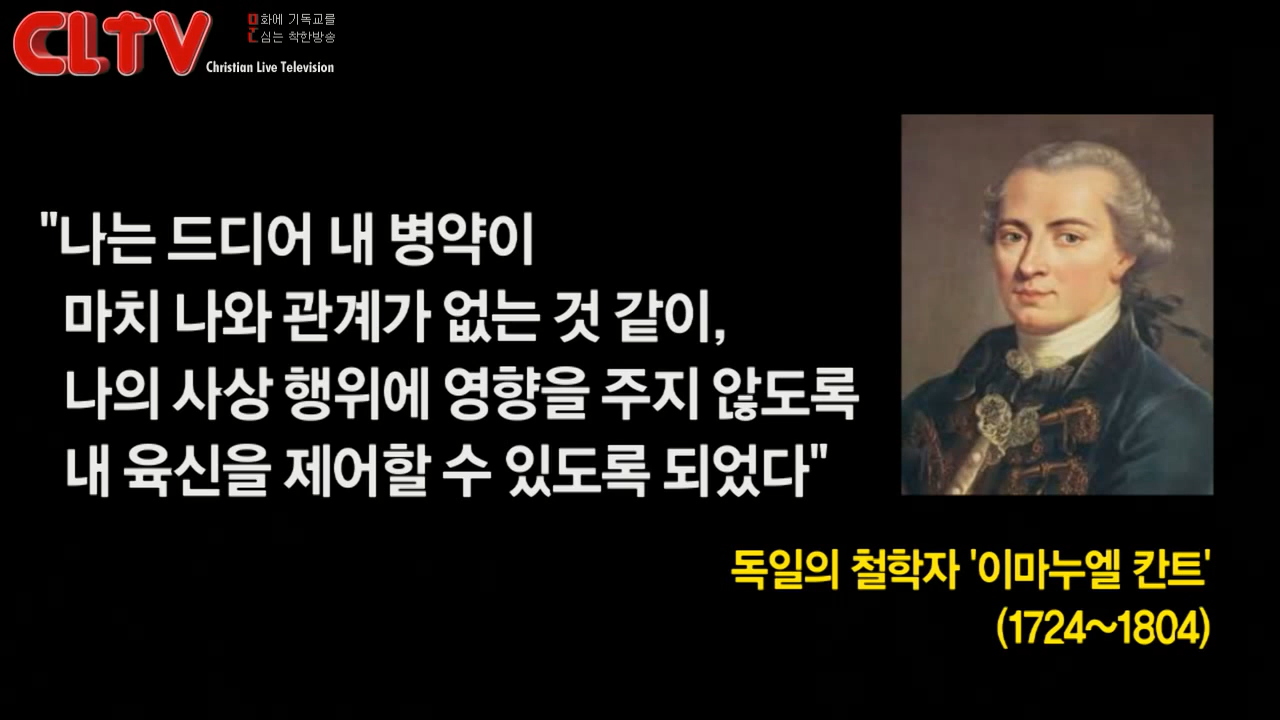 CLTV
문화에 기독교를
심는 착한방송
Christian Live Television
"나는 드디어 내 병약이
마치 나와 관계가 없는 것 같이,
나의 사상 행위에 영향을 주지 않도록
내 육신을 제어할 수 있도록 되었다"
독일의 철학자 '이마누엘 칸트'
(1724~1804)